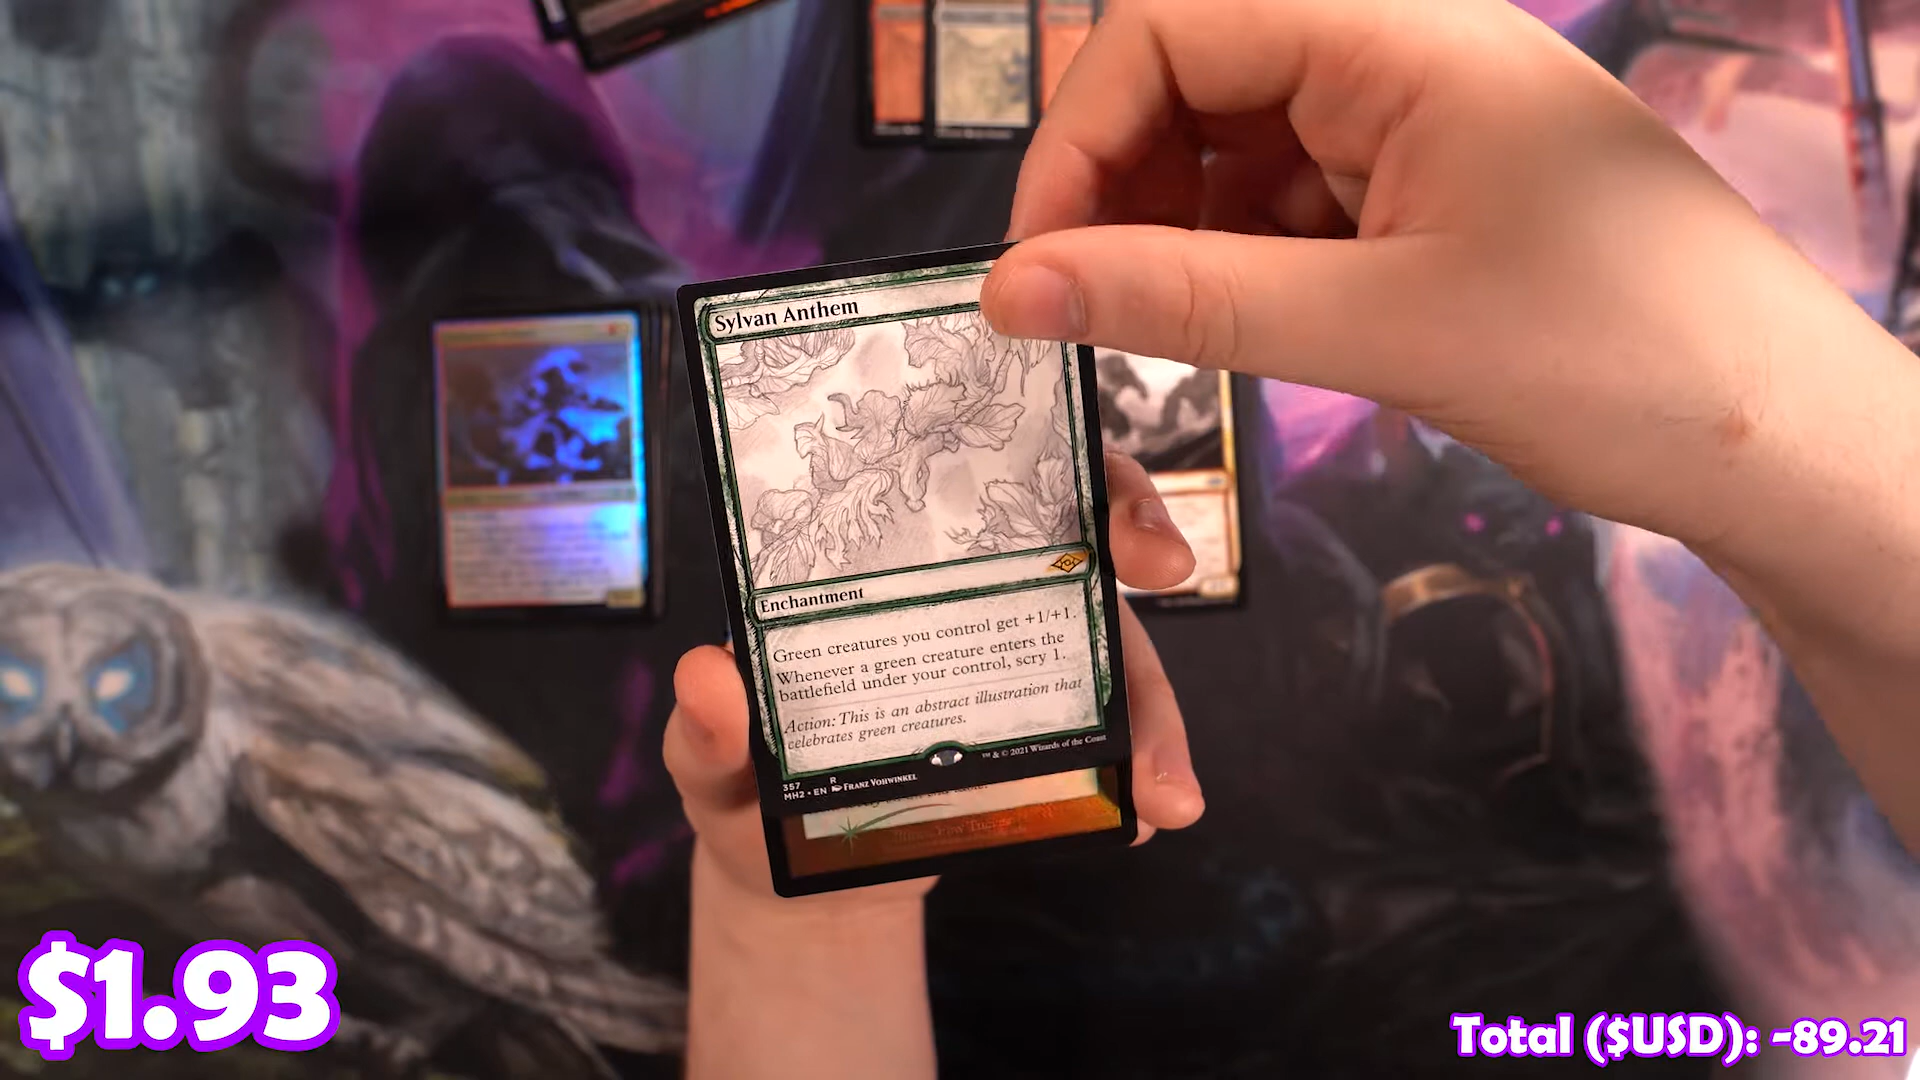 Sylvan Anthem
Enchantment
Green creatures you control get +1/+1.
Whenever a green creature enters the
battlefield under your control, scry 1.
Action: This is an abstract illustration that
celebrates green creatures.
357 R
MH2 • EN Franz Vohwinkel
™ & © 2021 Wizards of the Coast
$1.93
Total ($USD): -89.21